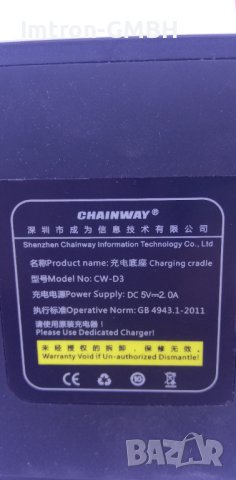 Imtron-GMBH
CHAINWAY®
深圳市成为信息技术有限公司
Shenzhen Chainway Information Technology Co., Ltd
名称Product name: 充电底座 Charging cradle
型号Model No: CW-D3
充电电源Power Supply: DC 5V⎓2.0A
执行标准Operative Norm: GB 4943.1-2011
请使用原装充电器!
Please Use Dedicated Charger!
未经授权的拆卸，保修失效！
Warranty Void if Un-authorized Dismantle!
CE 10
БАЗАР
bg